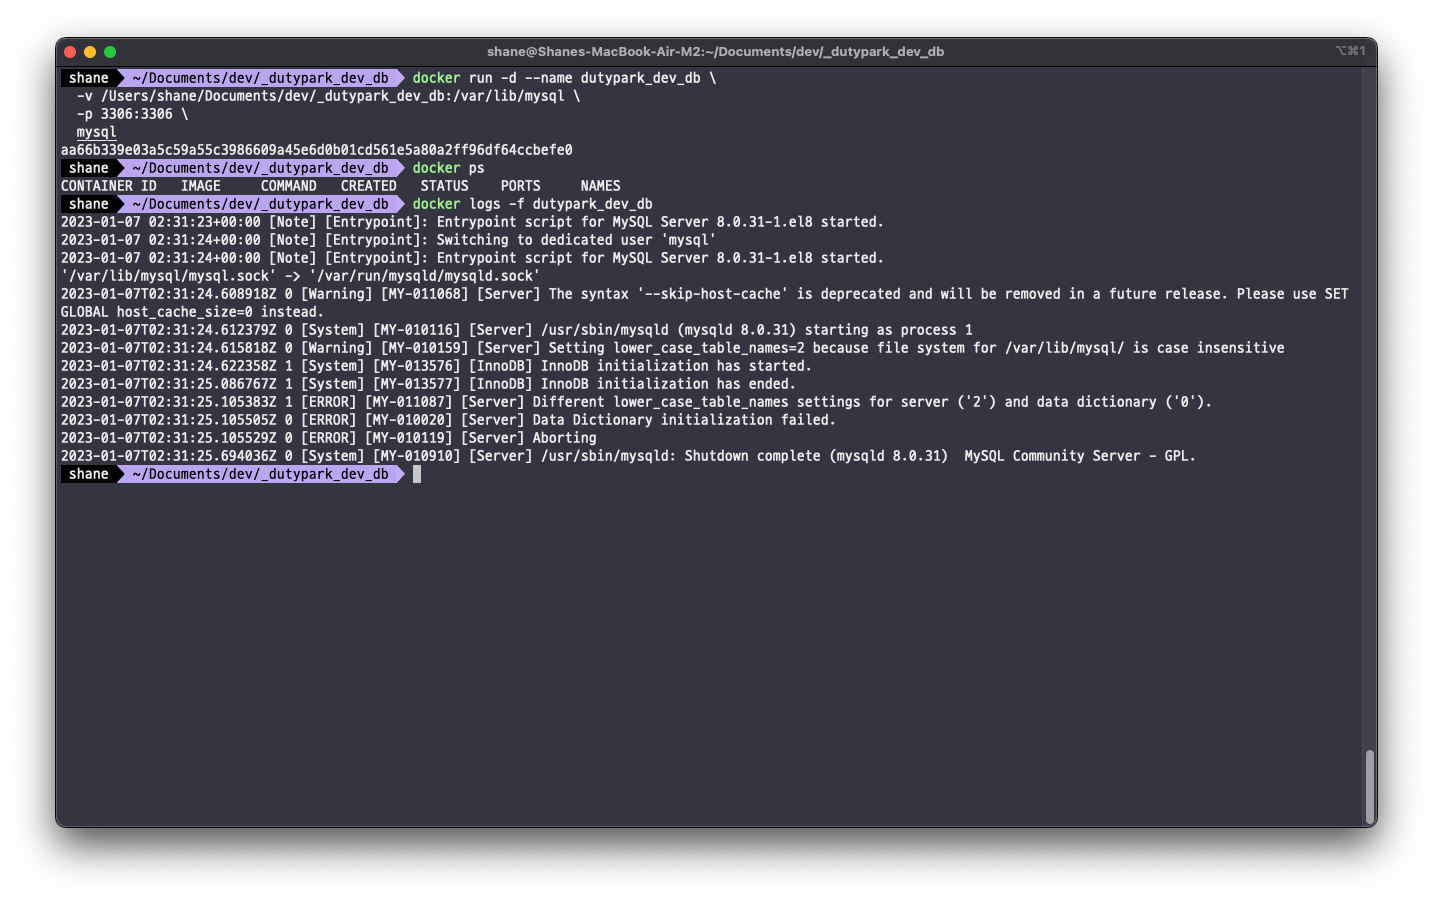 shane@Shanes-MacBook-Air-M2:~/Documents/dev/_dutypark_dev_db
⌥⌘1
shane ~/Documents/dev/_dutypark_dev_db docker run -d --name dutypark_dev_db \
-v /Users/shane/Documents/dev/_dutypark_dev_db:/var/lib/mysql \
-p 3306:3306 \
mysql
aa66b339e03a5c59a55c3986609a45e6d0b01cd561e5a80a2ff96df64ccbefe0
shane ~/Documents/dev/_dutypark_dev_db docker ps
CONTAINER ID IMAGE COMMAND CREATED STATUS PORTS NAMES
shane ~/Documents/dev/_dutypark_dev_db docker logs -f dutypark_dev_db
2023-01-07 02:31:23+00:00 [Note] [Entrypoint]: Entrypoint script for MySQL Server 8.0.31-1.el8 started.
2023-01-07 02:31:24+00:00 [Note] [Entrypoint]: Switching to dedicated user 'mysql'
2023-01-07 02:31:24+00:00 [Note] [Entrypoint]: Entrypoint script for MySQL Server 8.0.31-1.el8 started.
'/var/lib/mysql/mysql.sock' -> '/var/run/mysqld/mysqld.sock'
2023-01-07T02:31:24.608918Z 0 [Warning] [MY-011068] [Server] The syntax '--skip-host-cache' is deprecated and will be removed in a future release. Please use SET
GLOBAL host_cache_size=0 instead.
2023-01-07T02:31:24.612379Z 0 [System] [MY-010116] [Server] /usr/sbin/mysqld (mysqld 8.0.31) starting as process 1
2023-01-07T02:31:24.615818Z 0 [Warning] [MY-010159] [Server] Setting lower_case_table_names=2 because file system for /var/lib/mysql/ is case insensitive
2023-01-07T02:31:24.622358Z 1 [System] [MY-013576] [InnoDB] InnoDB initialization has started.
2023-01-07T02:31:25.086767Z 1 [System] [MY-013577] [InnoDB] InnoDB initialization has ended.
2023-01-07T02:31:25.105383Z 1 [ERROR] [MY-011087] [Server] Different lower_case_table_names settings for server ('2') and data dictionary ('0').
2023-01-07T02:31:25.105505Z 0 [ERROR] [MY-010020] [Server] Data Dictionary initialization failed.
2023-01-07T02:31:25.105529Z 0 [ERROR] [MY-010119] [Server] Aborting
2023-01-07T02:31:25.694036Z 0 [System] [MY-010910] [Server] /usr/sbin/mysqld: Shutdown complete (mysqld 8.0.31)  MySQL Community Server - GPL.
shane ~/Documents/dev/_dutypark_dev_db